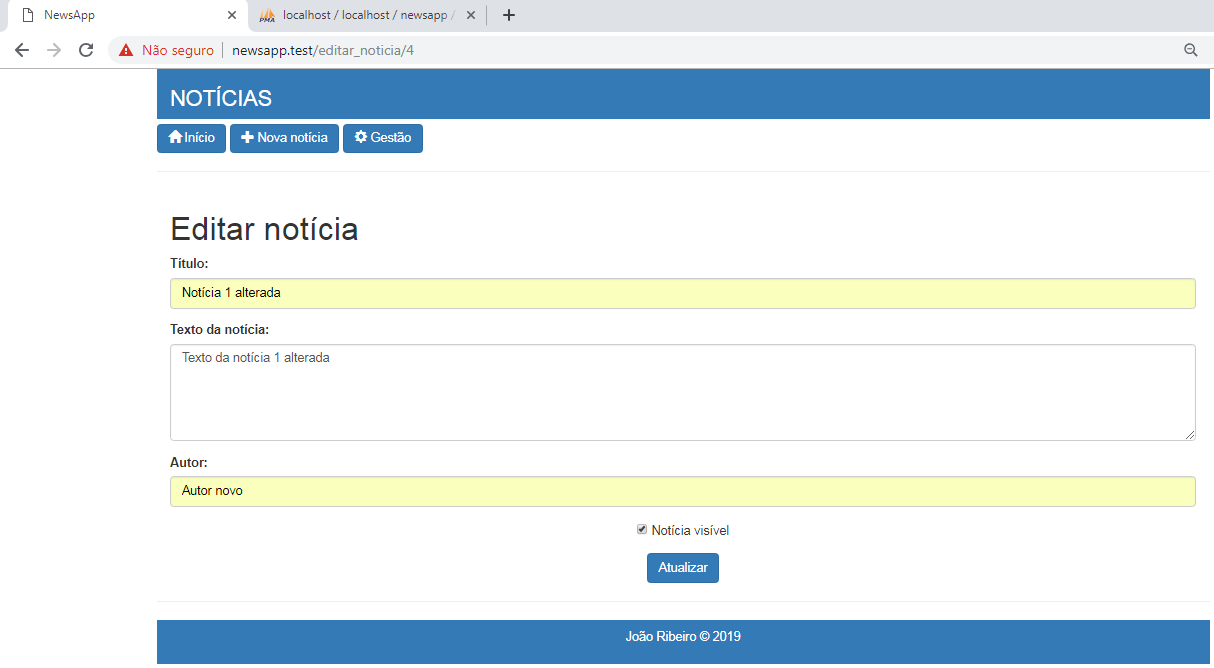 NewsApp
PMA localhost / localhost / newsapp /
Não seguro newsapp.test/editar_noticia/4
NOTÍCIAS
Início Nova notícia Gestão
Editar notícia
Título:
Notícia 1 alterada
Texto da notícia:
Texto da notícia 1 alterada
Autor:
Autor novo
Notícia visível
Atualizar
João Ribeiro © 2019